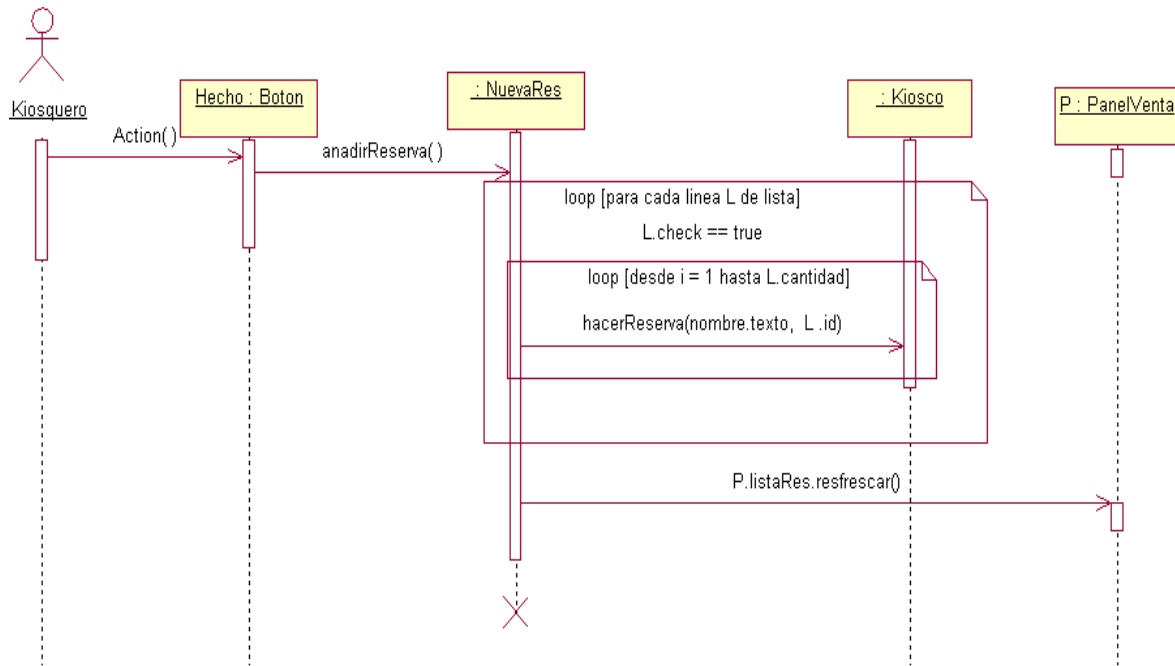 Kiosquero
Hecho : Boton
: NuevaRes
: Kiosco
P : PanelVenta
Action( )
anadirReserva( )
loop [para cada linea L de lista]
L.check == true
loop [desde i = 1 hasta L.cantidad]
hacerReserva(nombre.texto, L .id)
P.listaRes.resfrescar()